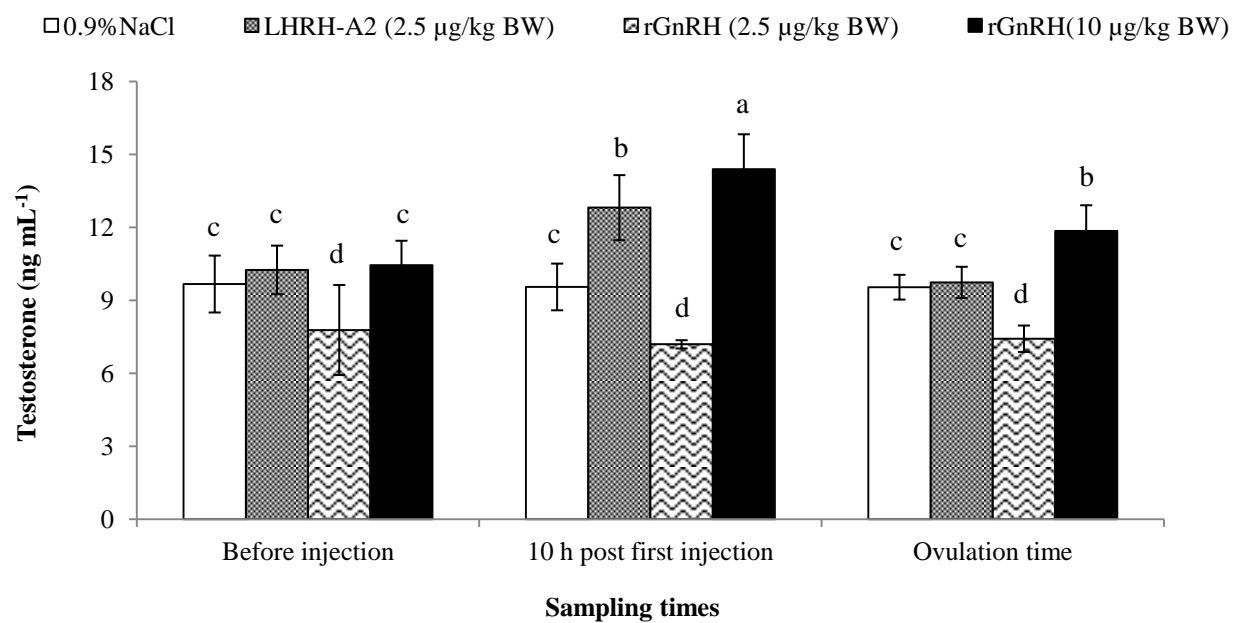 0.9%NaCl LHRH-A2 (2.5 µg/kg BW) rGnRH (2.5 µg/kg BW) rGnRH(10 µg/kg BW)
18
15
12
9
6
3
0
Testosterone (ng mL-1)
c c d c
c b d a
c c d b
Before injection 10 h post first injection Ovulation time
Sampling times